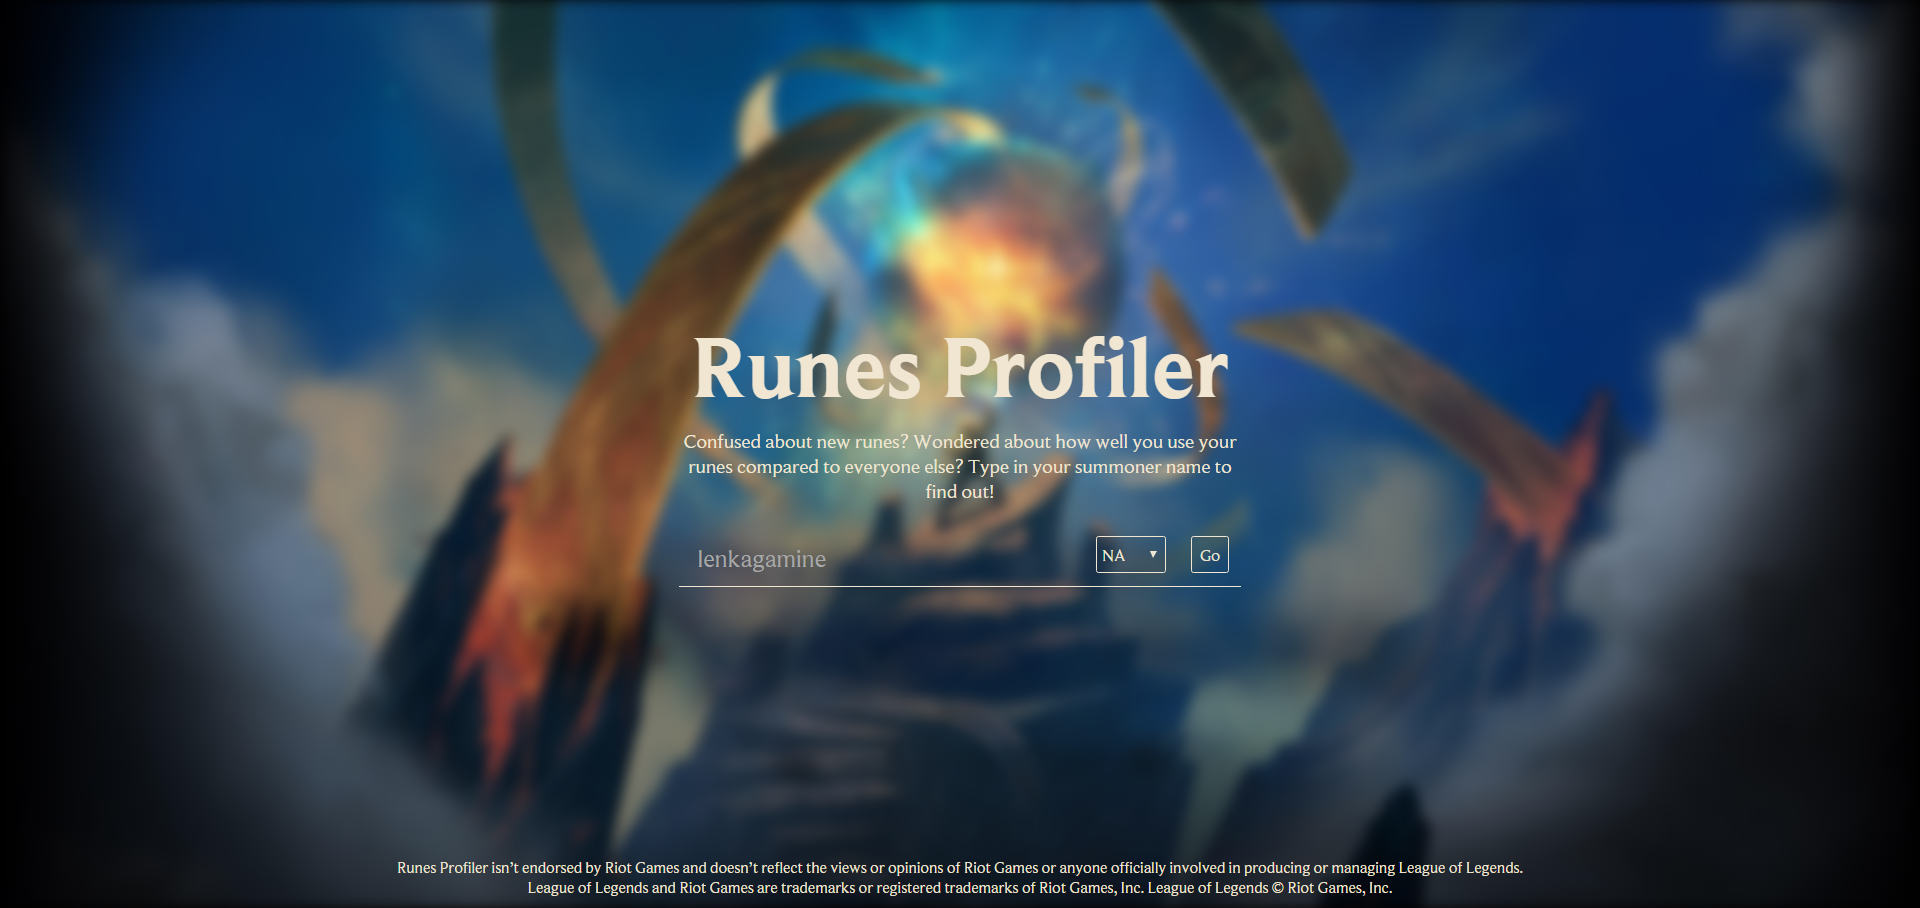 Runes Profiler
Confused about new runes? Wondered about how well you use your
runes compared to everyone else? Type in your summoner name to
find out!
lenkagamine
NA
Go
Runes Profiler isn't endorsed by Riot Games and doesn't reflect the views or opinions of Riot Games or anyone officially involved in producing or managing League of Legends.
League of Legends and Riot Games are trademarks or registered trademarks of Riot Games, Inc. League of Legends © Riot Games, Inc.